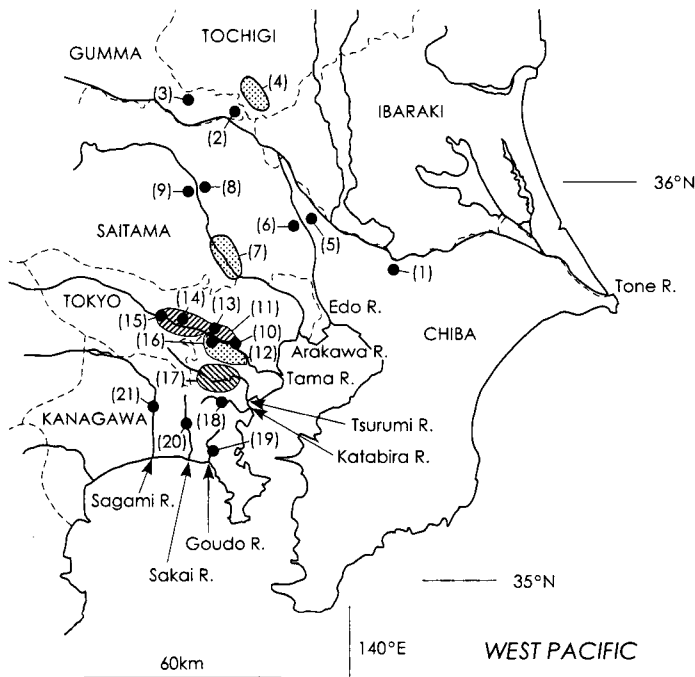 TOCHIGI
GUMMA
(4)
(3)
IBARAKI
(2)
36°N
(8)
(9)
(6)
(5)
SAITAMA
(7)
(1)
Tone R.
TOKYO
(14)
(13)
(11)
Edo R.
(15)
(10)
CHIBA
(16)
(12)
Arakawa R.
(17)
Tama R.
(21)
KANAGAWA
(18)
Tsurumi R.
(20)
(19)
Katabira R.
Sagami R.
Goudo R.
Sakai R.
35°N
140°E
WEST PACIFIC
60km